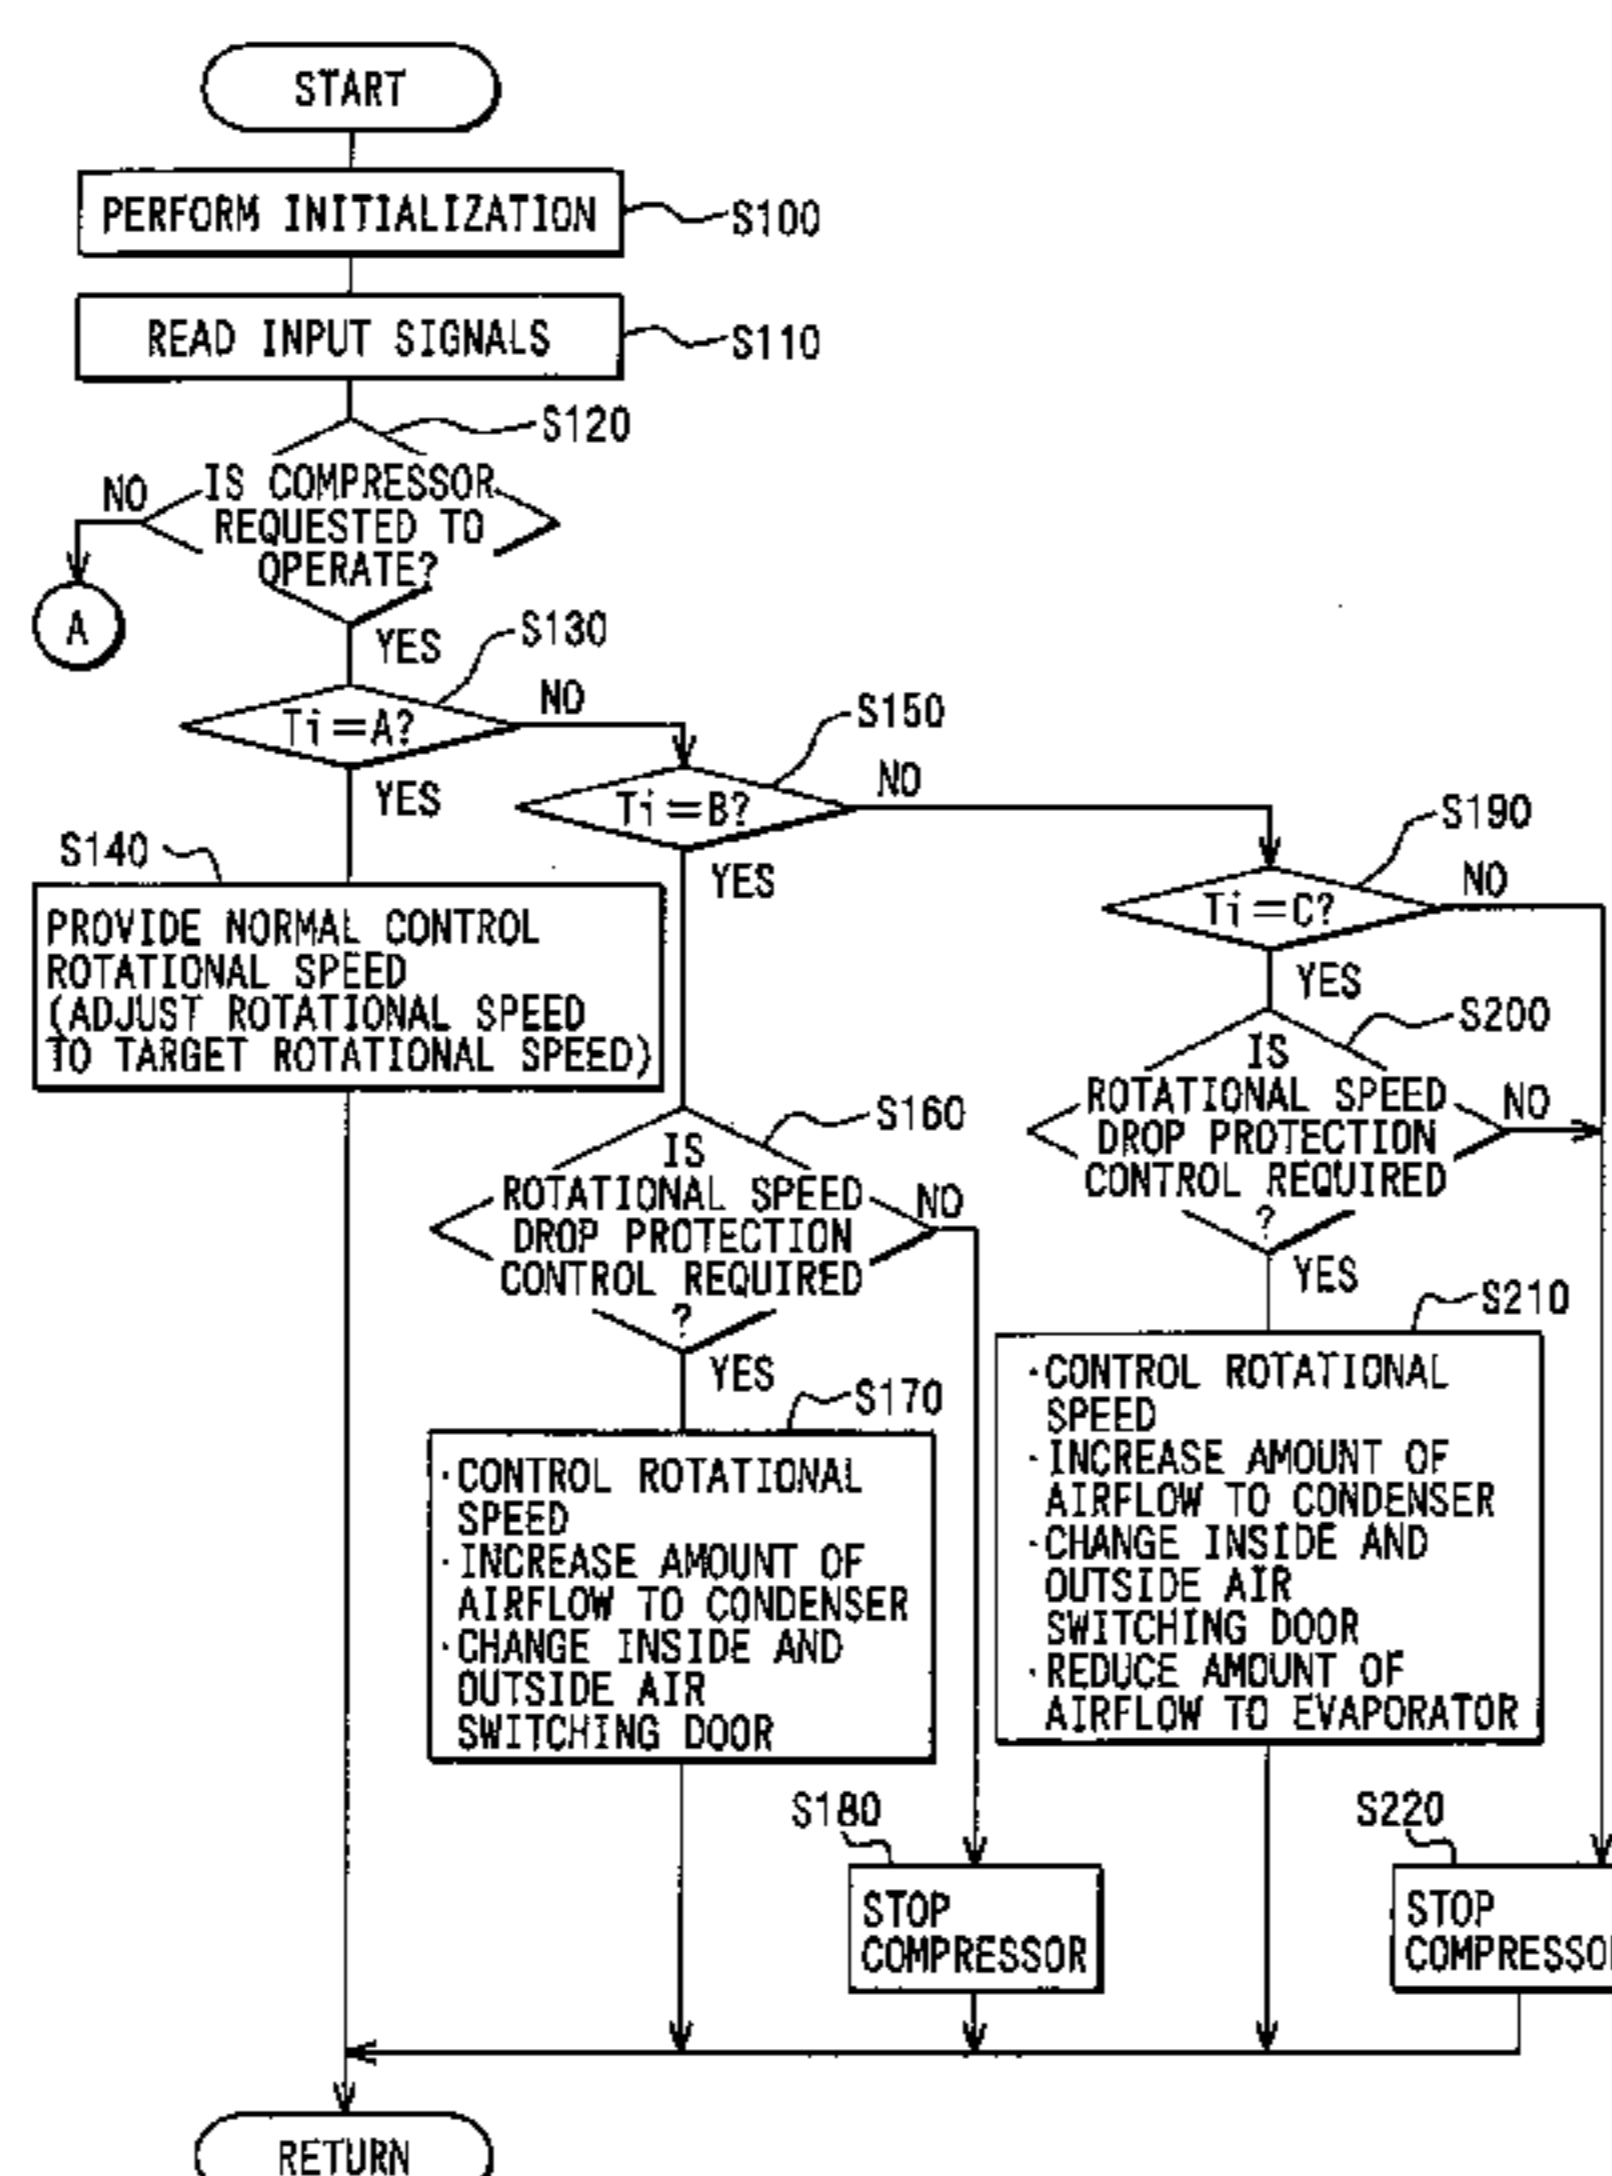 START
PERFORM INITIALIZATION
S100
READ INPUT SIGNALS
S110
S120
IS COMPRESSOR
REQUESTED TO
OPERATE?
NO
A
YES
S130
Ti=A?
NO
YES
S150
Ti=B?
NO
YES
S190
Ti=C?
NO
YES
S140
PROVIDE NORMAL CONTROL
ROTATIONAL SPEED
(ADJUST ROTATIONAL SPEED
TO TARGET ROTATIONAL SPEED)
S160
IS
ROTATIONAL SPEED
DROP PROTECTION
CONTROL REQUIRED
?
NO
YES
S200
IS
ROTATIONAL SPEED
DROP PROTECTION
CONTROL REQUIRED
?
NO
YES
S170
·CONTROL ROTATIONAL
SPEED
·INCREASE AMOUNT OF
AIRFLOW TO CONDENSER
·CHANGE INSIDE AND
OUTSIDE AIR
SWITCHING DOOR
S210
·CONTROL ROTATIONAL
SPEED
·INCREASE AMOUNT OF
AIRFLOW TO CONDENSER
·CHANGE INSIDE AND
OUTSIDE AIR
SWITCHING DOOR
·REDUCE AMOUNT OF
AIRFLOW TO EVAPORATOR
S180
STOP
COMPRESSOR
S220
STOP
COMPRESSO
RETURN